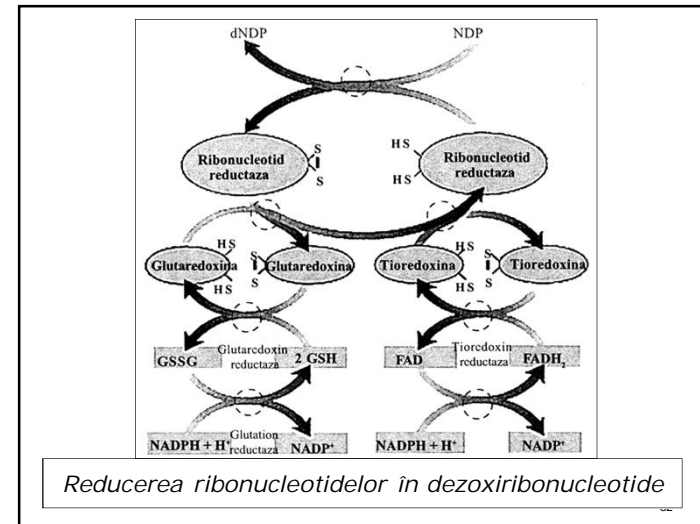 dNDP NDP
Ribonucleotid
reductaza
S
S
HS
HS
Ribonucleotid
reductaza
Glutaredoxina
HS
HS
S
S
Glutaredoxina
Tioredoxina
HS
HS
S
S
Tioredoxina
GSSG
Glutaredoxin
reductaza
2 GSH
FAD
Tioredoxin
reductaza
FADH₂
NADPH + H⁺
Glutation
reductaza
NADP⁺
NADPH + H⁺
NADP⁺
Reducerea ribonucleotidelor în dezoxiribonucleotide